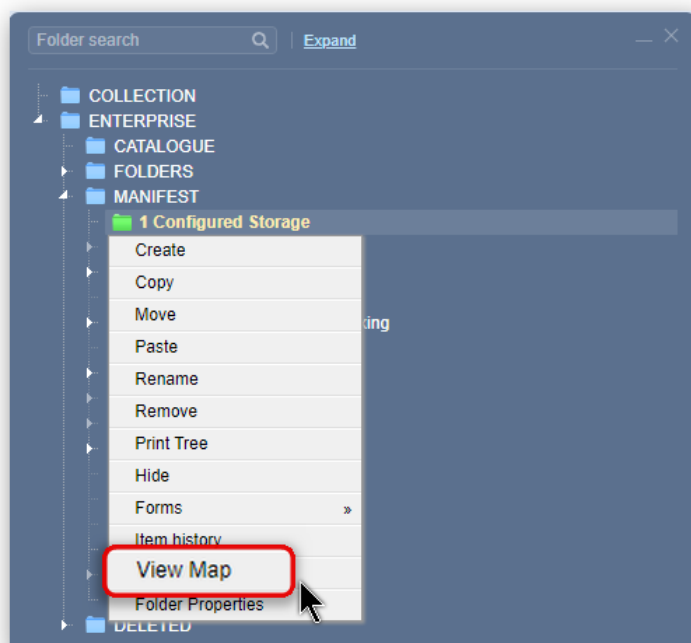 Folder search
Expand
COLLECTION
ENTERPRISE
CATALOGUE
FOLDERS
MANIFEST
1 Configured Storage
Create
Copy
Move
Paste
Rename
Remove
Print Tree
Hide
Forms »
Item history
View Map
Folder Properties
DELETED